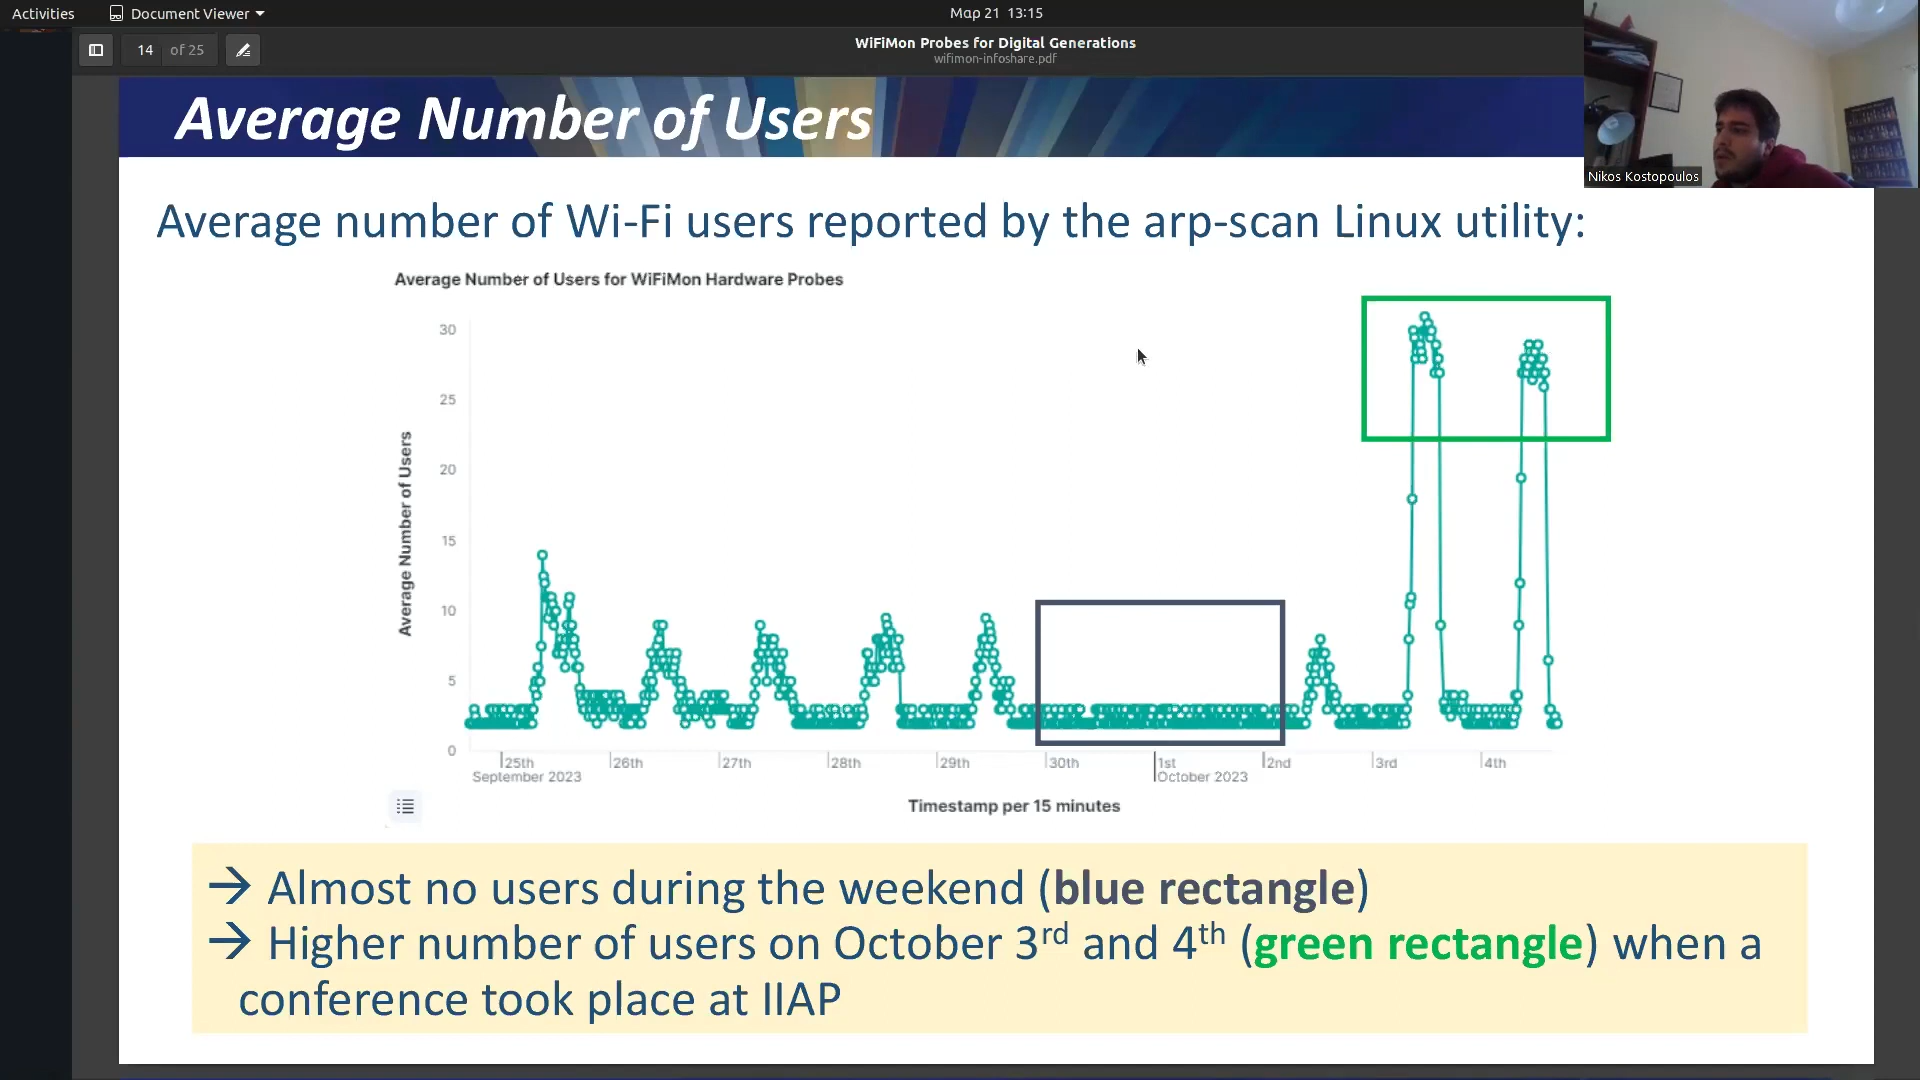 Activities
Document Viewer
Μαρ 21 13:15
14 of 25
WiFiMon Probes for Digital Generations
wifimon-infoshare.pdf
Nikos Kostopoulos
Average Number of Users
Average number of Wi-Fi users reported by the arp-scan Linux utility:
Average Number of Users for WiFiMon Hardware Probes
Average Number of Users
30
25
20
15
10
5
0
25th 26th 27th 28th 29th 30th 1st 2nd 3rd 4th
September 2023 October 2023
Timestamp per 15 minutes
→ Almost no users during the weekend (blue rectangle)
→ Higher number of users on October 3rd and 4th (green rectangle) when a
conference took place at IIAP